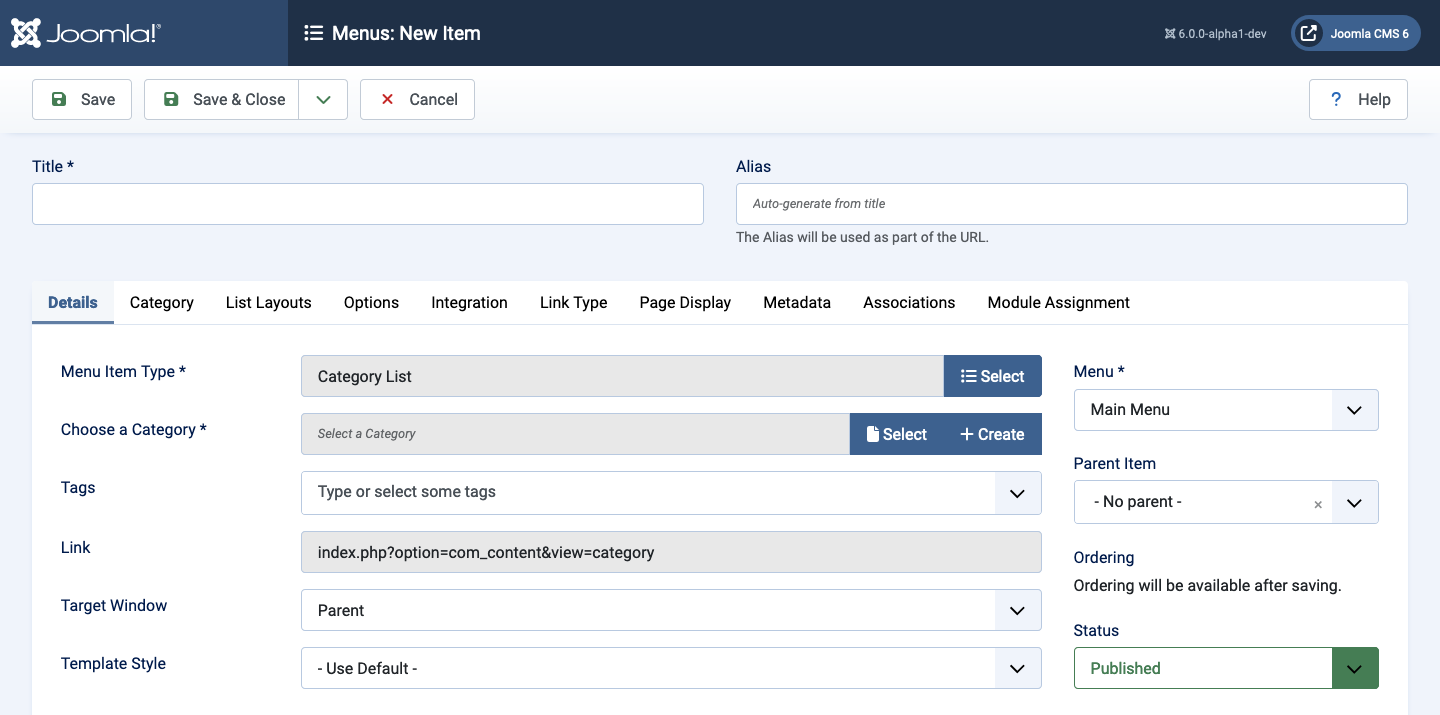 Joomla!®
Menus: New Item
6.0.0-alpha1-dev
Joomla CMS 6
Save
Save & Close
Cancel
? Help
Title *
Alias
Auto-generate from title
The Alias will be used as part of the URL.
Details Category List Layouts Options Integration Link Type Page Display Metadata Associations Module Assignment
Menu Item Type *
Category List
Select
Choose a Category *
Select a Category
Select
Create
Tags
Type or select some tags
Link
index.php?option=com_content&view=category
Target Window
Parent
Template Style
- Use Default -
Menu *
Main Menu
Parent Item
- No parent -
Ordering
Ordering will be available after saving.
Status
Published